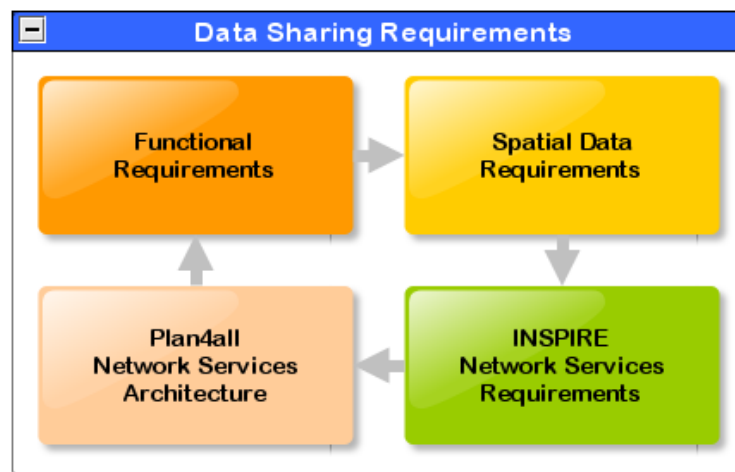 Data Sharing Requirements
Functional
Requirements
Spatial Data
Requirements
Plan4all
Network Services
Architecture
INSPIRE
Network Services
Requirements